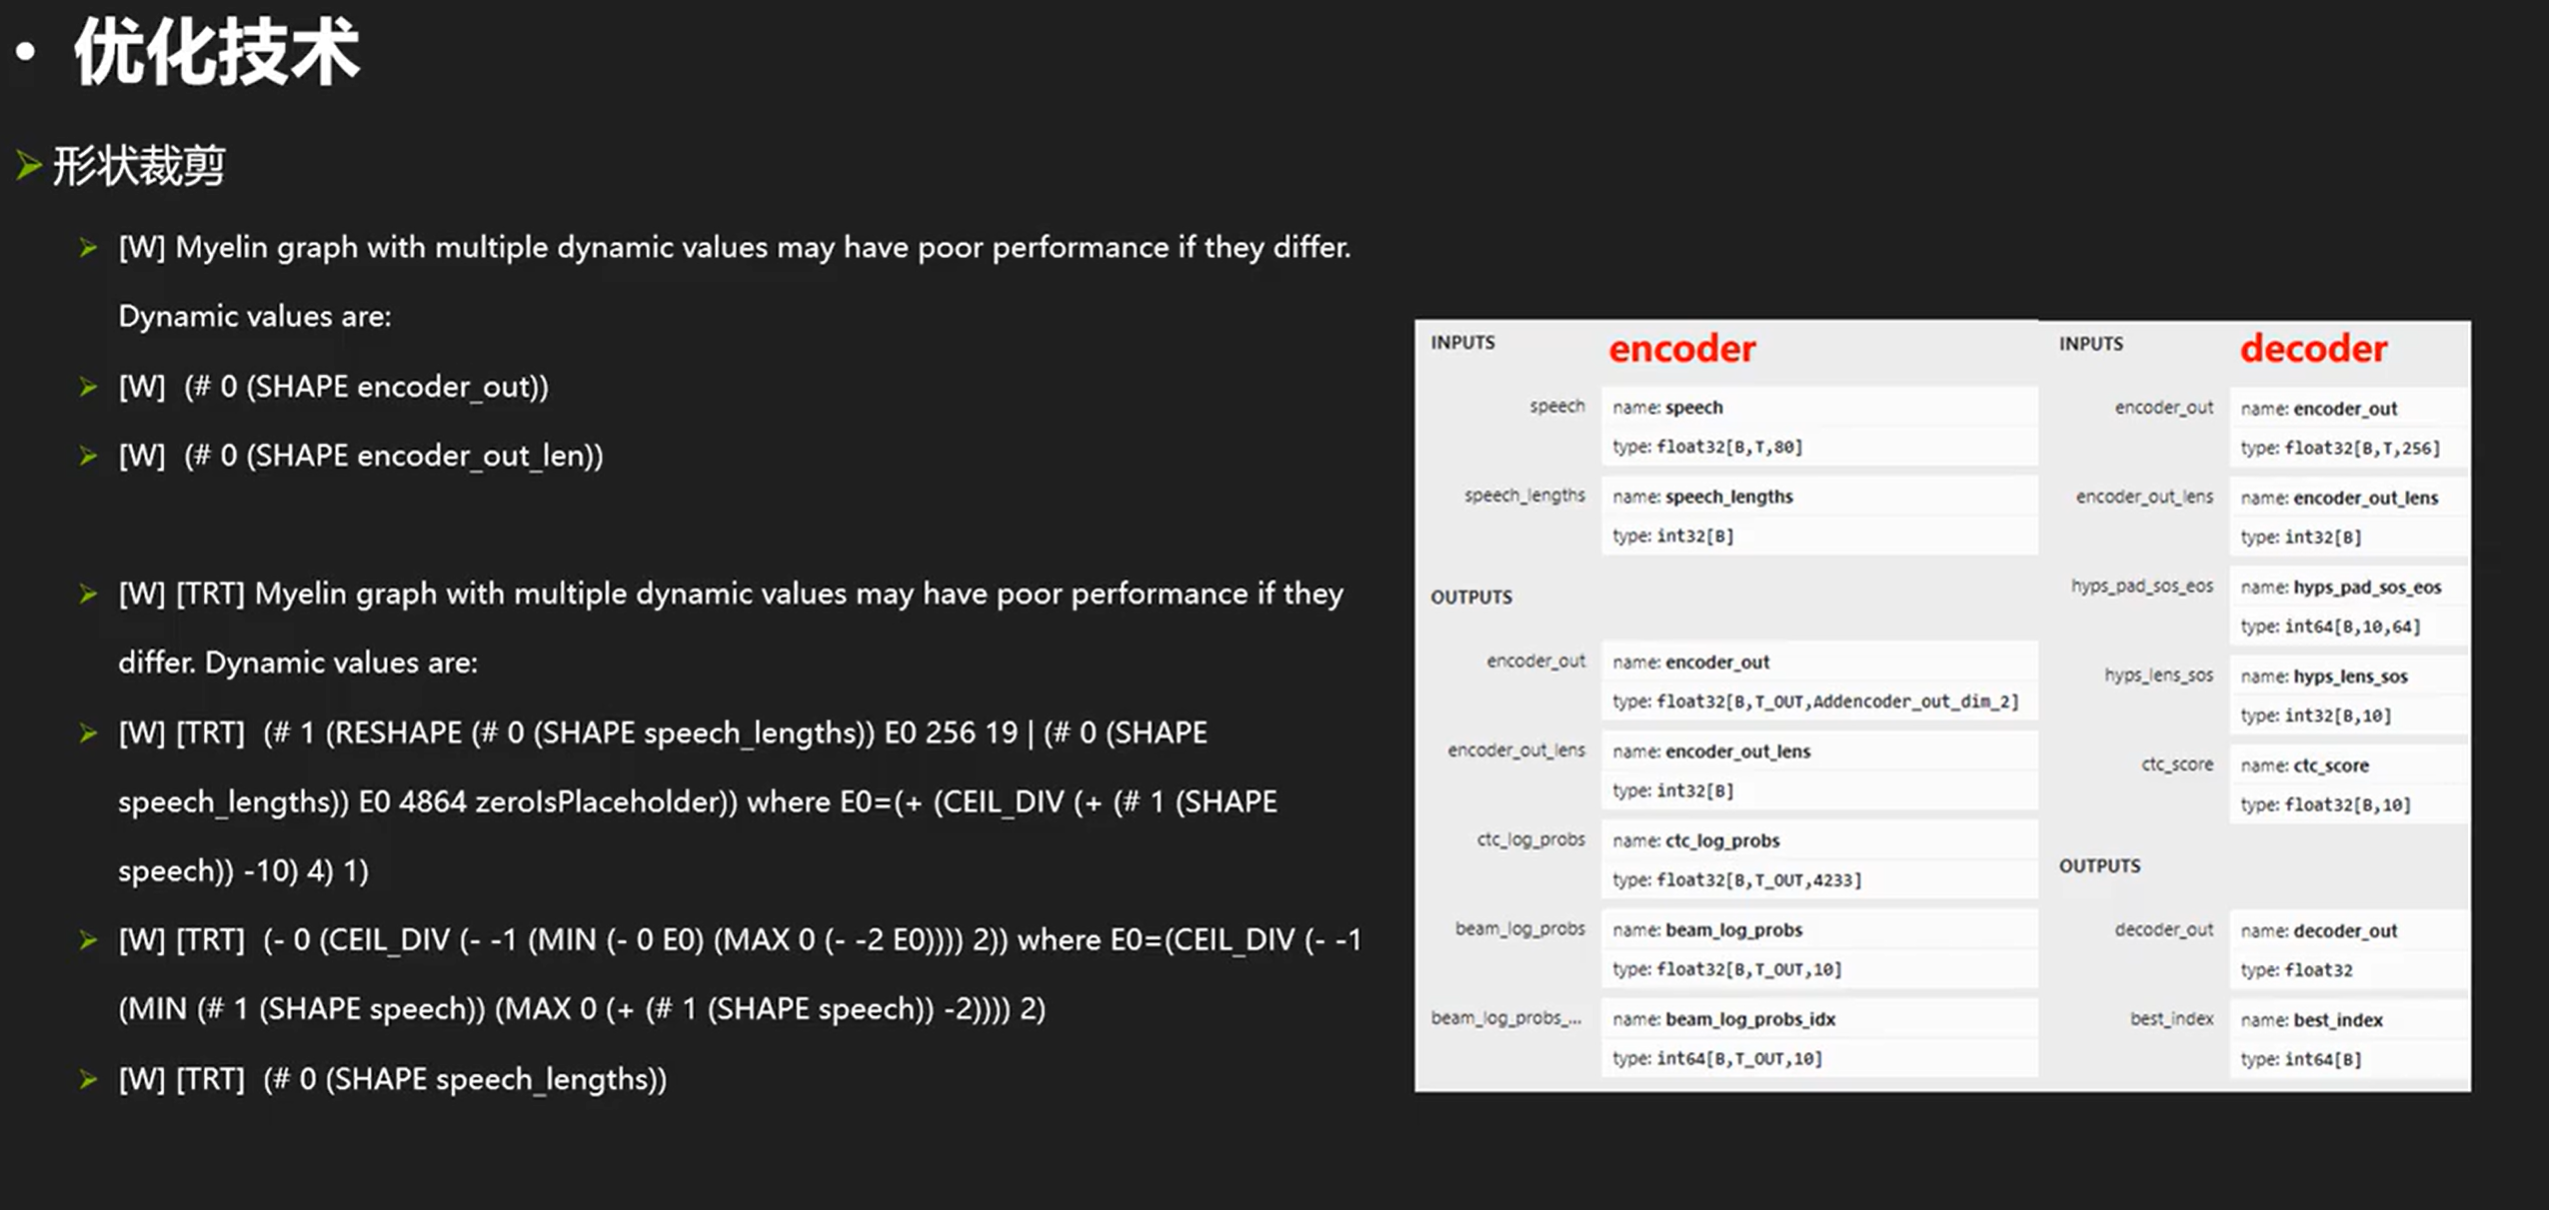 • 优化技术
形状裁剪
[W] Myelin graph with multiple dynamic values may have poor performance if they differ.
Dynamic values are:
[W]  (# 0 (SHAPE encoder_out))
[W]  (# 0 (SHAPE encoder_out_len))
[W] [TRT] Myelin graph with multiple dynamic values may have poor performance if they
differ. Dynamic values are:
[W] [TRT]  (# 1 (RESHAPE (# 0 (SHAPE speech_lengths)) E0 256 19 | (# 0 (SHAPE
speech_lengths)) E0 4864 zeroIsPlaceholder)) where E0=(+ (CEIL_DIV (+ (# 1 (SHAPE
speech)) -10) 4) 1)
[W] [TRT]  (- 0 (CEIL_DIV (- -1 (MIN (- 0 E0) (MAX 0 (- -2 E0)))) 2)) where E0=(CEIL_DIV (- -1
(MIN (# 1 (SHAPE speech)) (MAX 0 (+ (# 1 (SHAPE speech)) -2)))) 2)
[W] [TRT]  (# 0 (SHAPE speech_lengths))
INPUTS encoder
speech name: speech
type: float32[B,T,80]
speech_lengths name: speech_lengths
type: int32[B]
OUTPUTS
encoder_out name: encoder_out
type: float32[B,T_OUT,Addencoder_out_dim_2]
encoder_out_lens name: encoder_out_lens
type: int32[B]
ctc_log_probs name: ctc_log_probs
type: float32[B,T_OUT,4233]
beam_log_probs name: beam_log_probs
type: float32[B,T_OUT,10]
beam_log_probs_... name: beam_log_probs_idx
type: int64[B,T_OUT,10]
INPUTS decoder
encoder_out name: encoder_out
type: float32[B,T,256]
encoder_out_lens name: encoder_out_lens
type: int32[B]
hyps_pad_sos_eos name: hyps_pad_sos_eos
type: int64[B,10,64]
hyps_lens_sos name: hyps_lens_sos
type: int32[B,10]
ctc_score name: ctc_score
type: float32[B,10]
OUTPUTS
decoder_out name: decoder_out
type: float32
best_index name: best_index
type: int64[B]